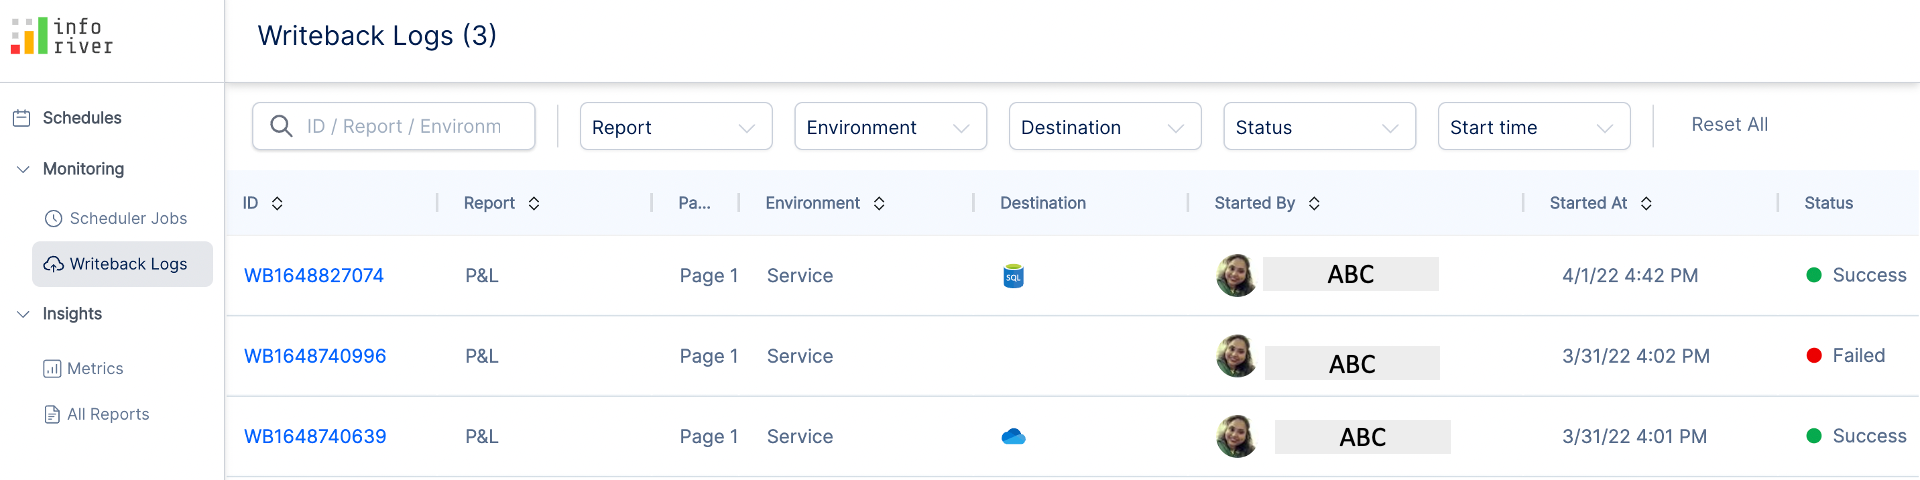 info
river
Writeback Logs (3)
Schedules
Monitoring
Scheduler Jobs
Writeback Logs
Insights
Metrics
All Reports
ID / Report / Environm
Report
Environment
Destination
Status
Start time
Reset All
ID Report Pa... Environment Destination Started By Started At Status
WB1648827074 P&L Page 1 Service SQL ABC 4/1/22 4:42 PM Success
WB1648740996 P&L Page 1 Service ABC 3/31/22 4:02 PM Failed
WB1648740639 P&L Page 1 Service ABC 3/31/22 4:01 PM Success